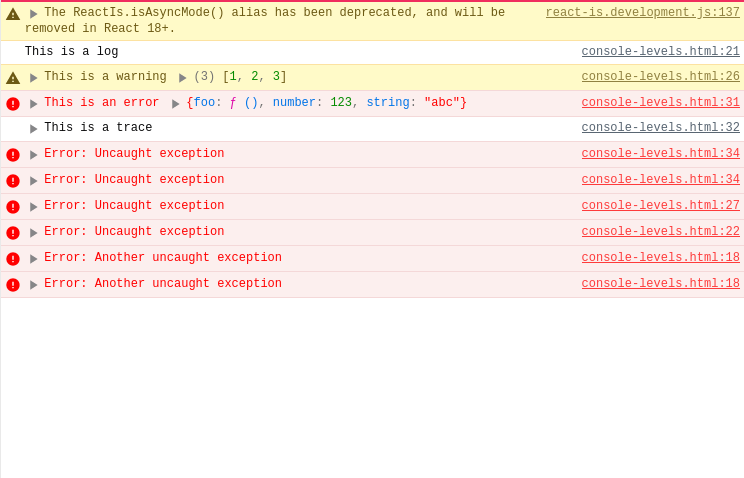 The ReactIs.isAsyncMode() alias has been deprecated, and will be react-is.development.js:137
removed in React 18+.
This is a log console-levels.html:21
This is a warning (3) [1, 2, 3] console-levels.html:26
This is an error {foo: ƒ (), number: 123, string: "abc"} console-levels.html:31
This is a trace console-levels.html:32
Error: Uncaught exception console-levels.html:34
Error: Uncaught exception console-levels.html:34
Error: Uncaught exception console-levels.html:27
Error: Uncaught exception console-levels.html:22
Error: Another uncaught exception console-levels.html:18
Error: Another uncaught exception console-levels.html:18